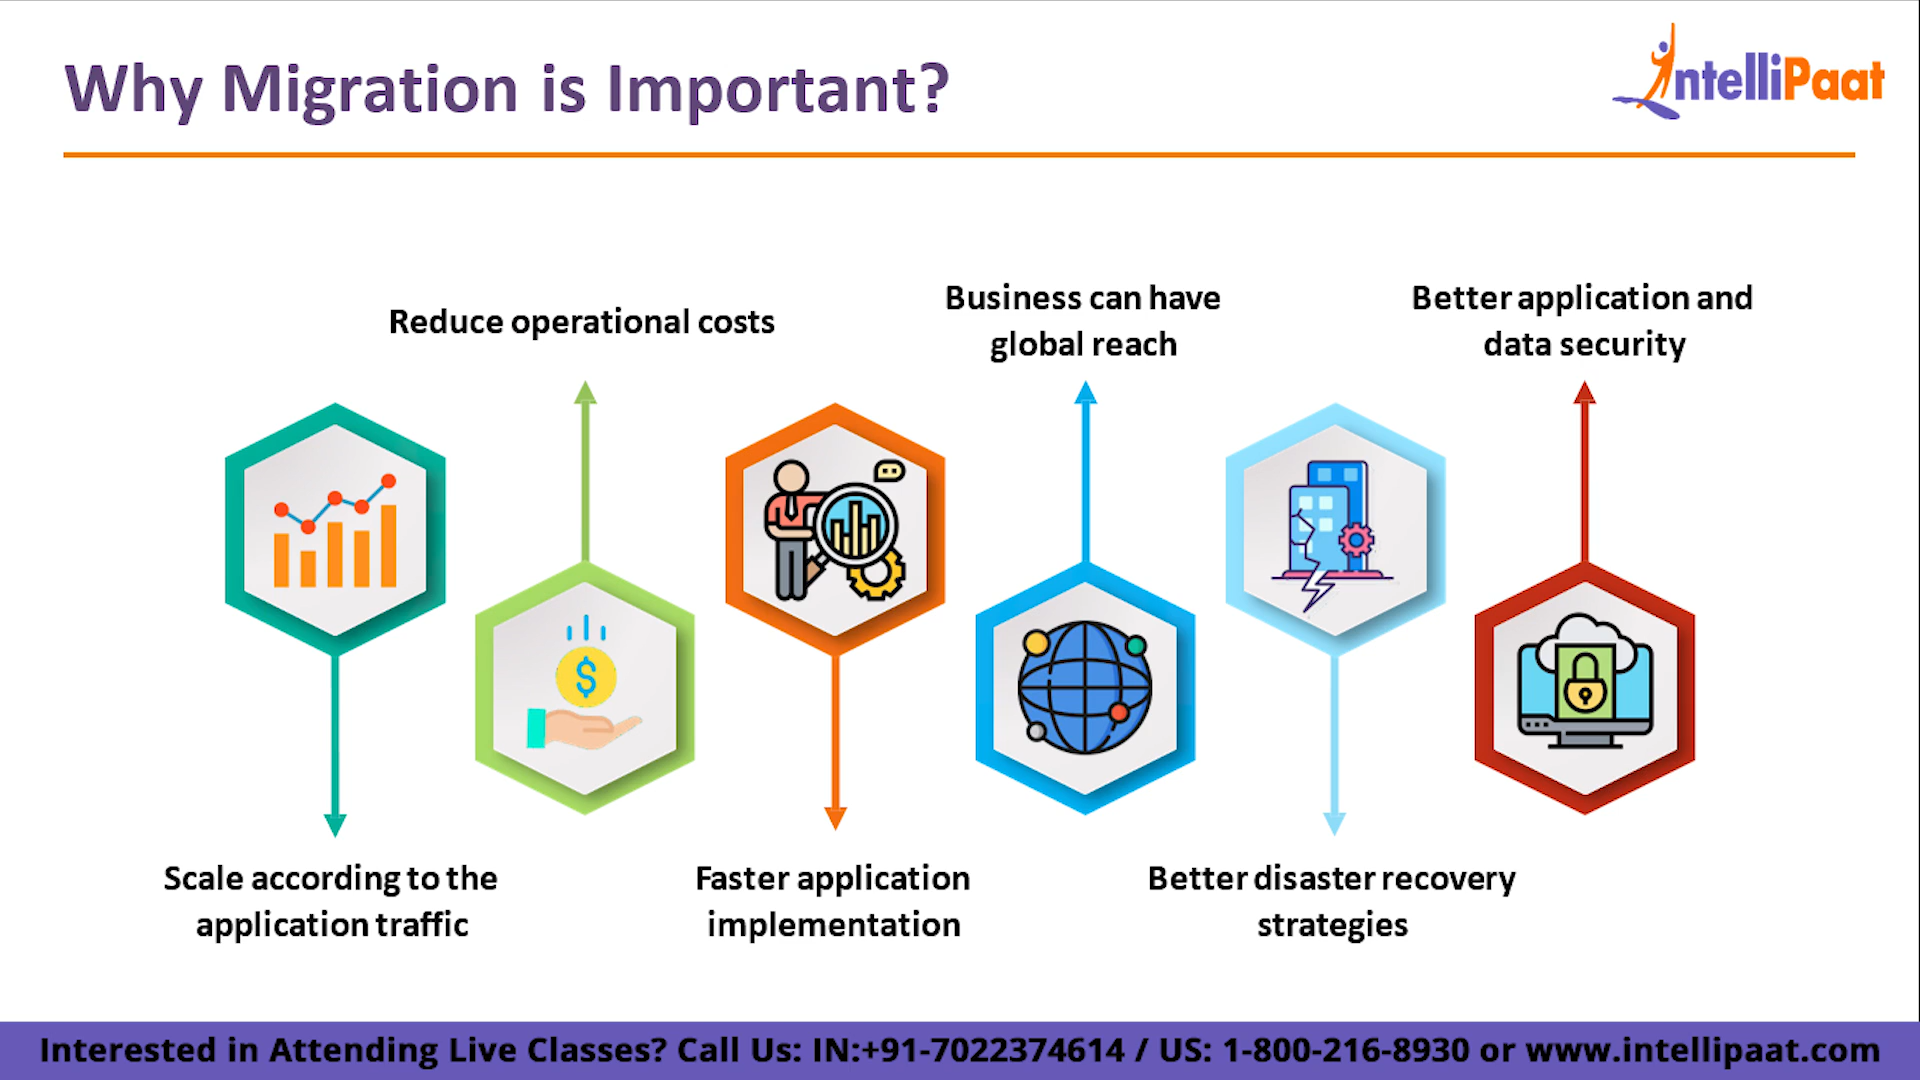 Why Migration is Important?
IntelliPaat
Reduce operational costs
Business can have
global reach
Better application and
data security
Scale according to the
application traffic
Faster application
implementation
Better disaster recovery
strategies
Interested in Attending Live Classes? Call Us: IN:+91-7022374614 / US: 1-800-216-8930 or www.intellipaat.com